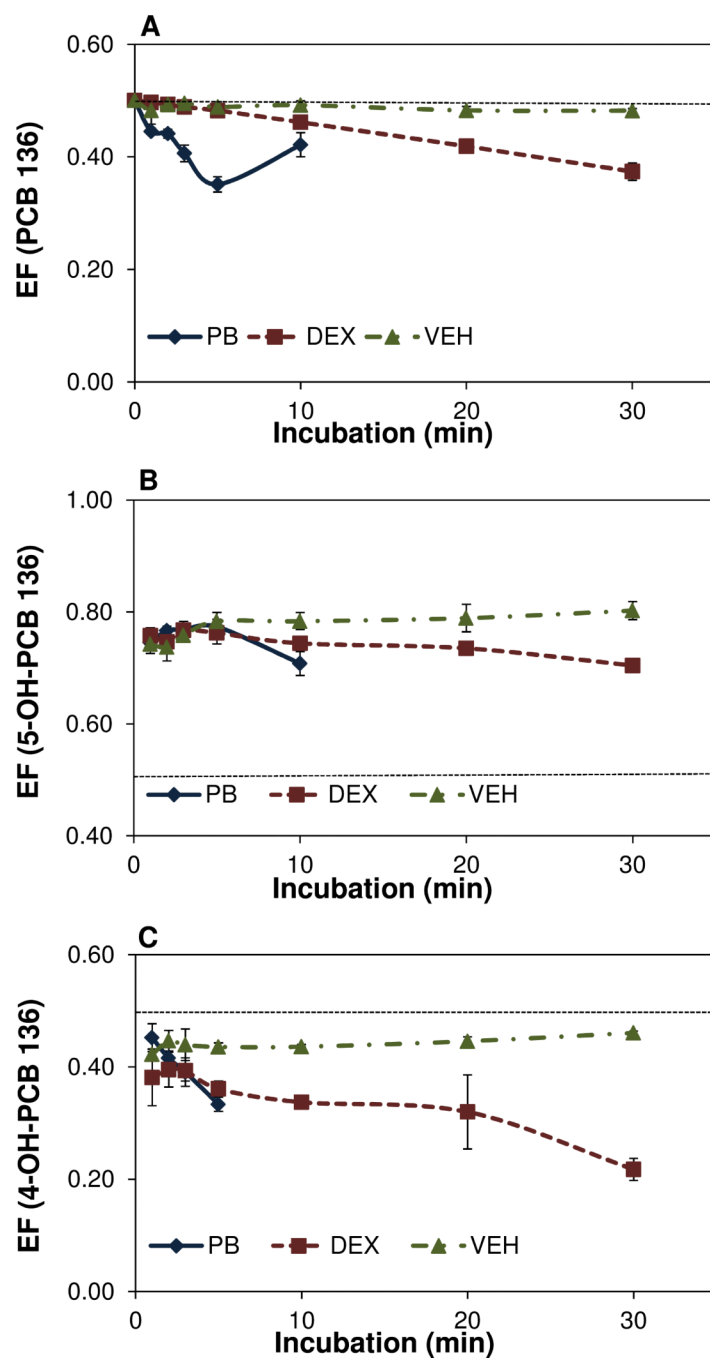 A
EF (PCB 136)
0.60
0.40
0.20
0.00
PB DEX VEH
0 10 20 30
Incubation (min)
B
EF (5-OH-PCB 136)
1.00
0.80
0.60
0.40
PB DEX VEH
0 10 20 30
Incubation (min)
C
EF (4-OH-PCB 136)
0.60
0.40
0.20
0.00
PB DEX VEH
0 10 20 30
Incubation (min)